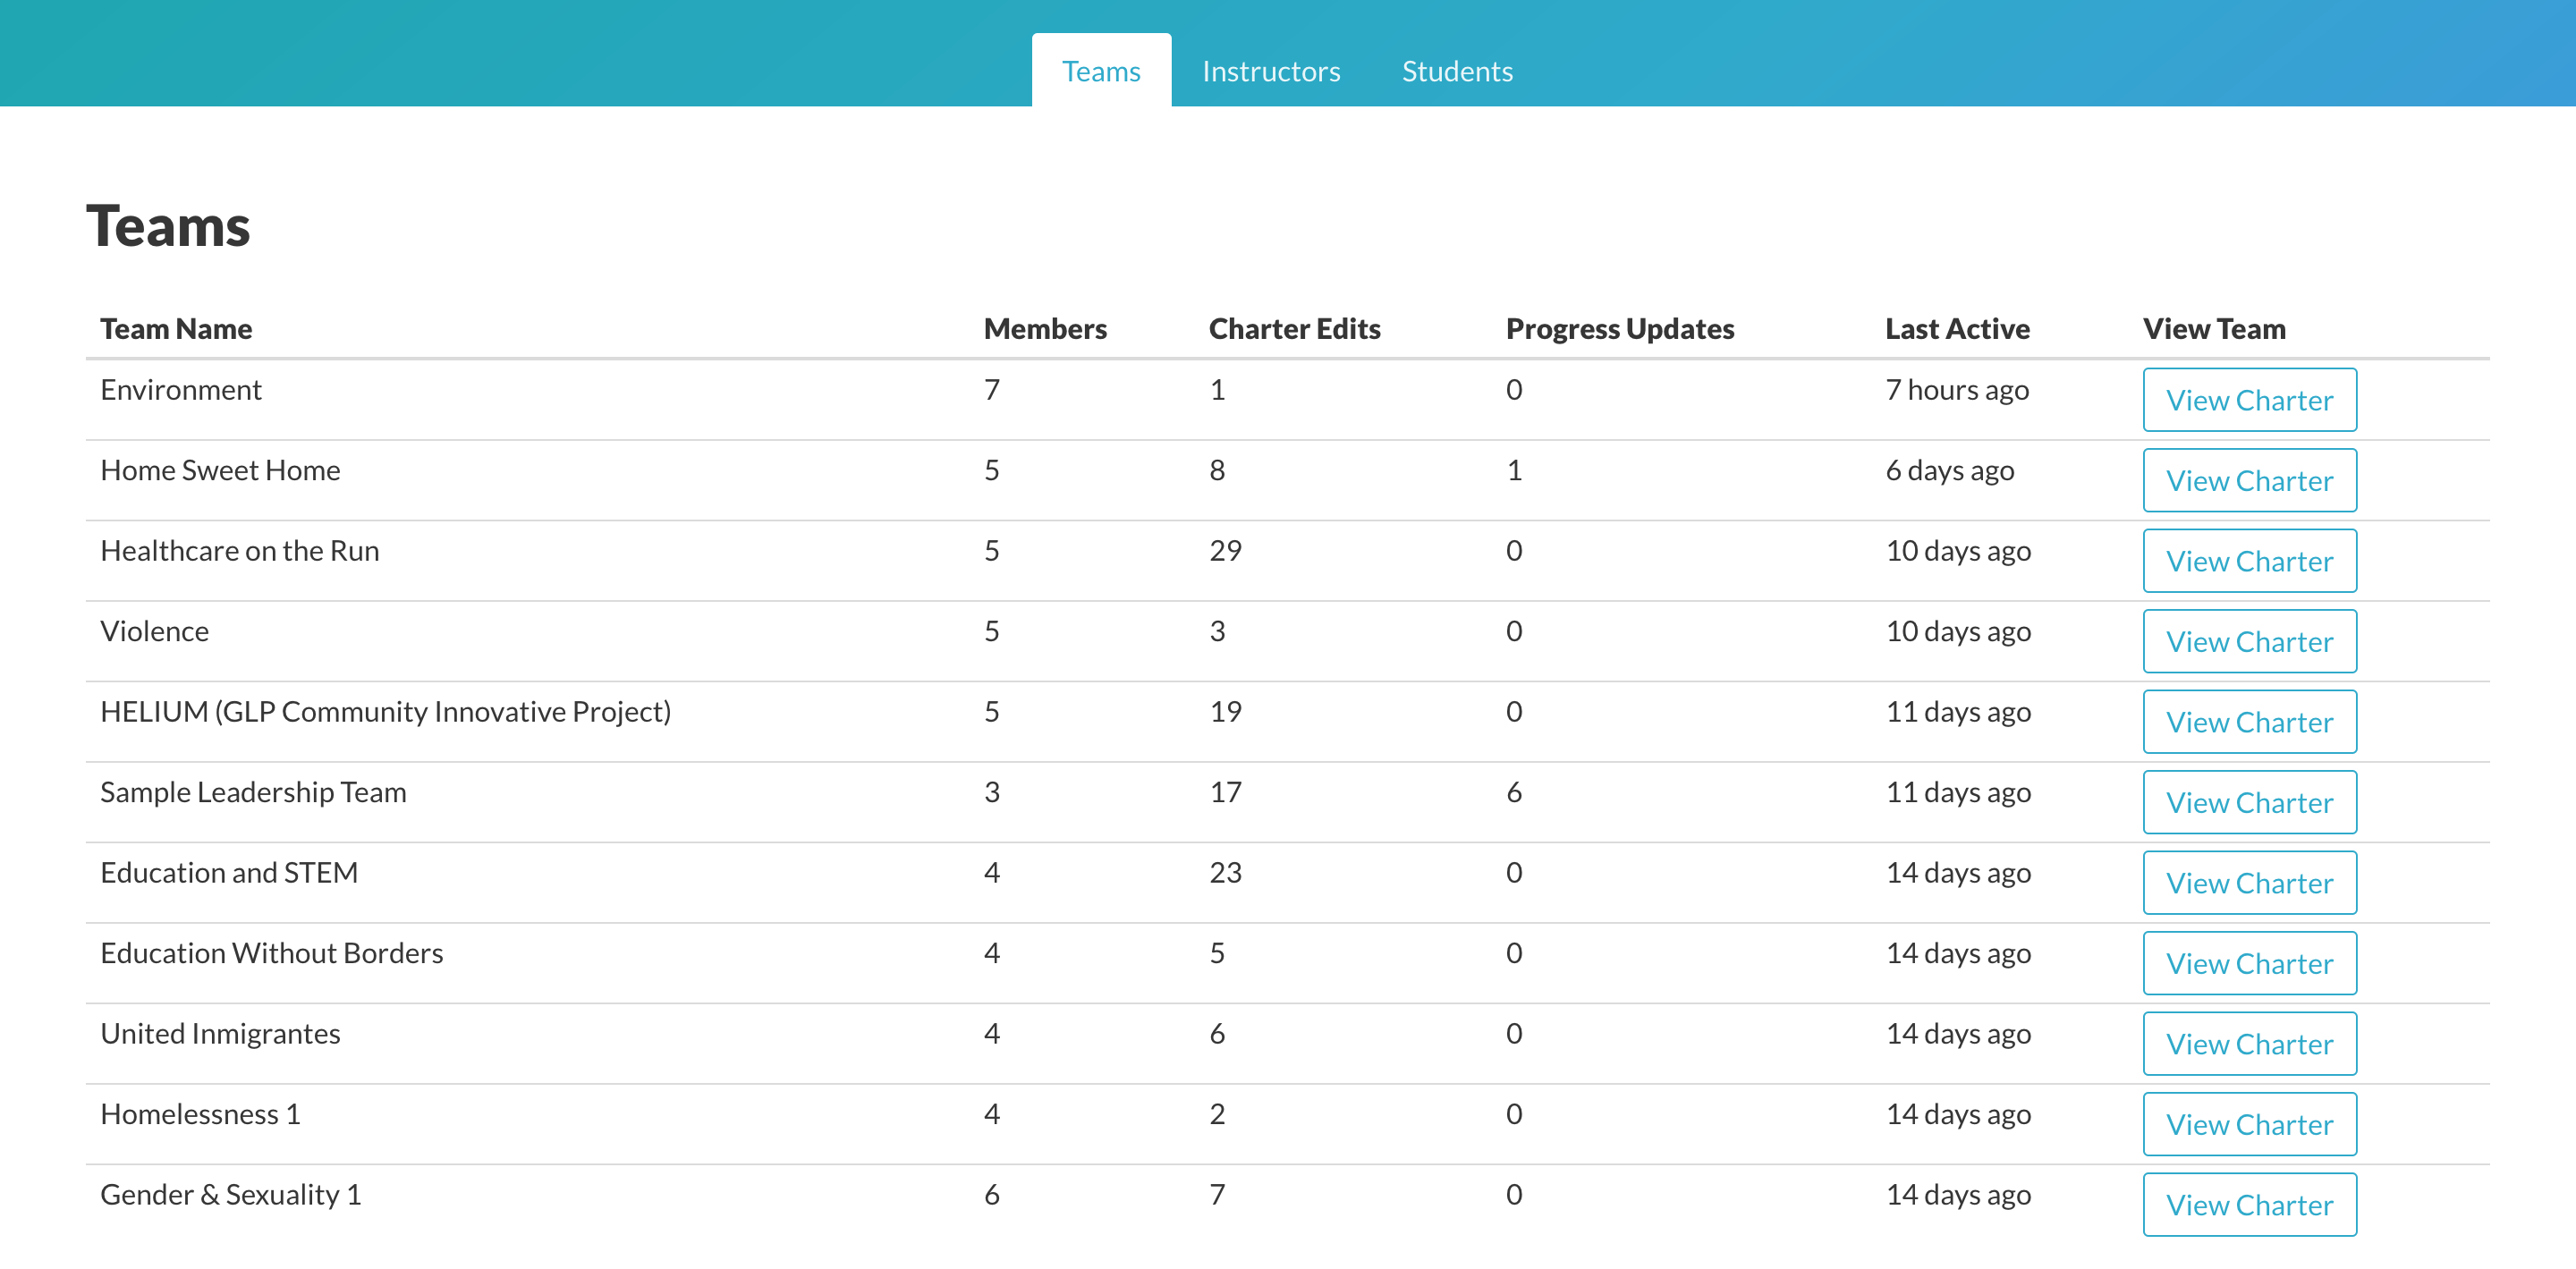 Teams Instructors Students
Teams
Team Name Members Charter Edits Progress Updates Last Active View Team
Environment 7 1 0 7 hours ago View Charter
Home Sweet Home 5 8 1 6 days ago View Charter
Healthcare on the Run 5 29 0 10 days ago View Charter
Violence 5 3 0 10 days ago View Charter
HELIUM (GLP Community Innovative Project) 5 19 0 11 days ago View Charter
Sample Leadership Team 3 17 6 11 days ago View Charter
Education and STEM 4 23 0 14 days ago View Charter
Education Without Borders 4 5 0 14 days ago View Charter
United Inmigrantes 4 6 0 14 days ago View Charter
Homelessness 1 4 2 0 14 days ago View Charter
Gender & Sexuality 1 6 7 0 14 days ago View Charter